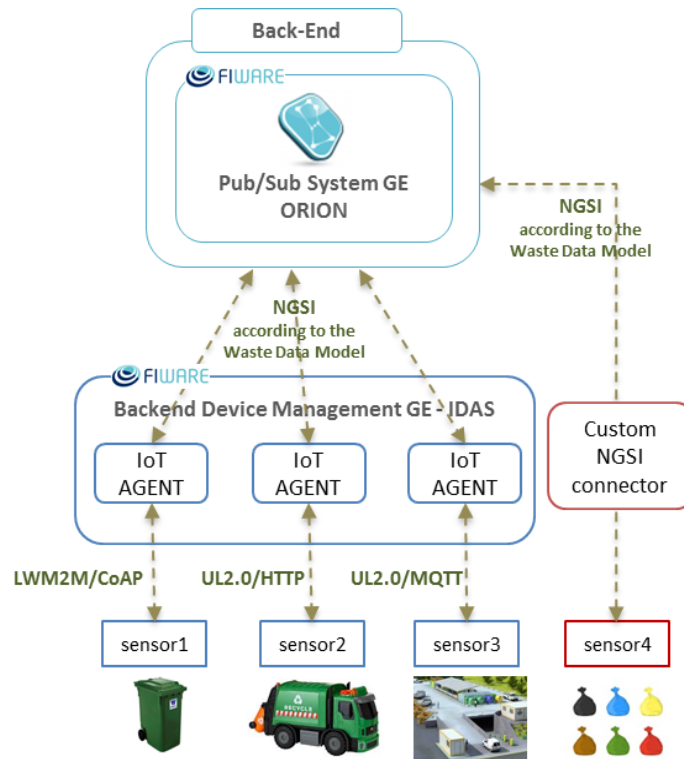 Back-End
FIWARE
Pub/Sub System GE
ORION
NGSI
according to the
Waste Data Model
NGSI
according to the
Waste Data Model
FIWARE
Backend Device Management GE - IDAS
IoT
AGENT
IoT
AGENT
IoT
AGENT
Custom
NGSI
connector
LWM2M/CoAP
UL2.0/HTTP
UL2.0/MQTT
sensor1
sensor2
sensor3
sensor4
RECYCLE